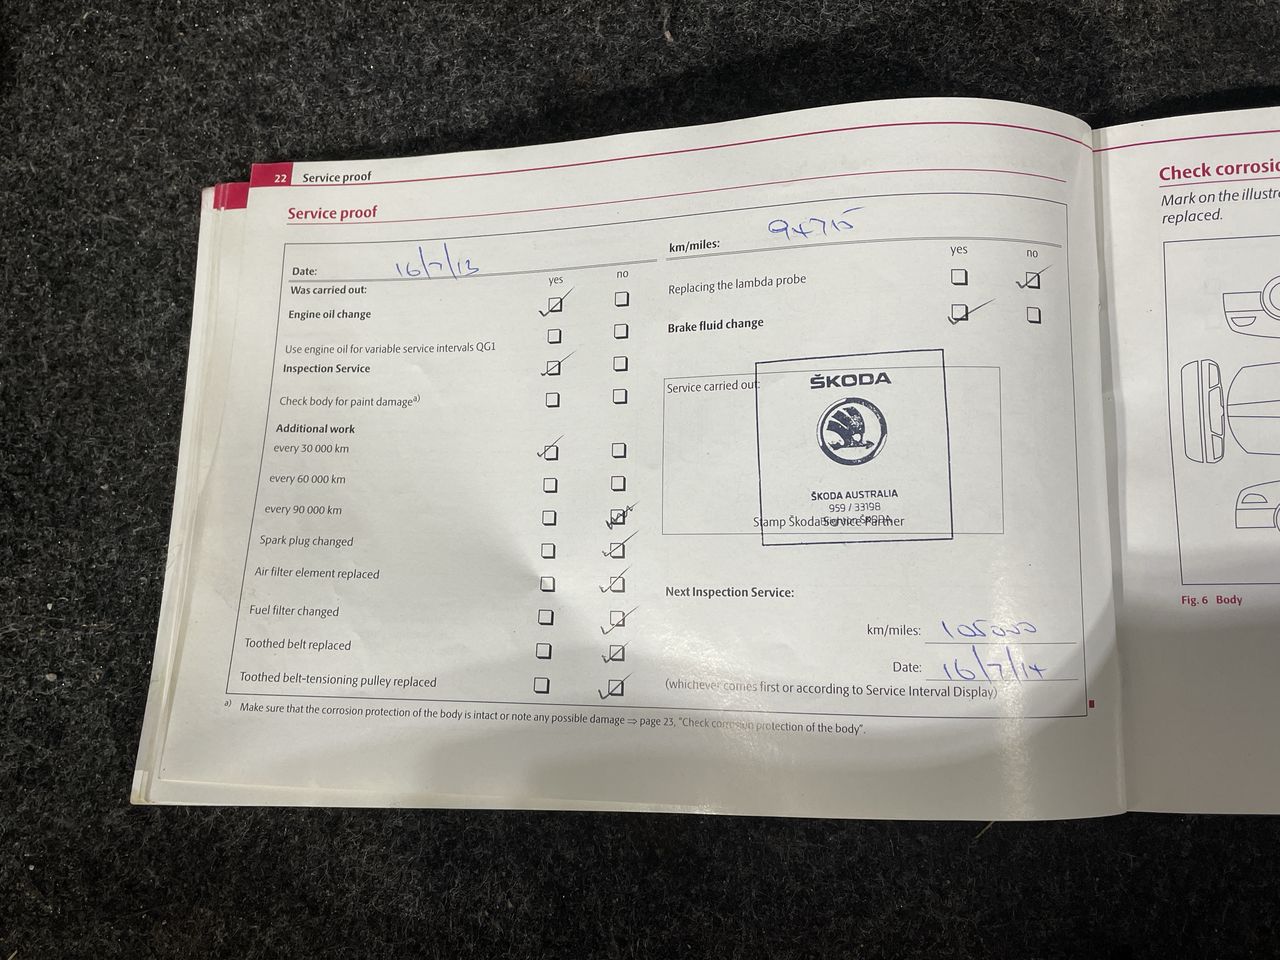 22 Service proof
Service proof
Date: 16/7/13
km/miles: 94715
Was carried out:
yes no
Engine oil change
Use engine oil for variable service intervals QG1
Inspection Service
Check body for paint damage a)
Additional work
every 30 000 km
every 60 000 km
every 90 000 km
Spark plug changed
Air filter element replaced
Fuel filter changed
Toothed belt replaced
Toothed belt-tensioning pulley replaced
yes no
Replacing the lambda probe
Brake fluid change
Service carried out:
ŠKODA
ŠKODA AUSTRALIA
959 / 33198
Stamp Škoda Service Partner
Next Inspection Service:
km/miles: 105000
Date: 16/7/14
(whichever comes first or according to Service Interval Display)
a) Make sure that the corrosion protection of the body is intact or note any possible damage ⇒ page 23, "Check corrosion protection of the body".
Check
Mark on the
replaced.
Fig. 6 Body